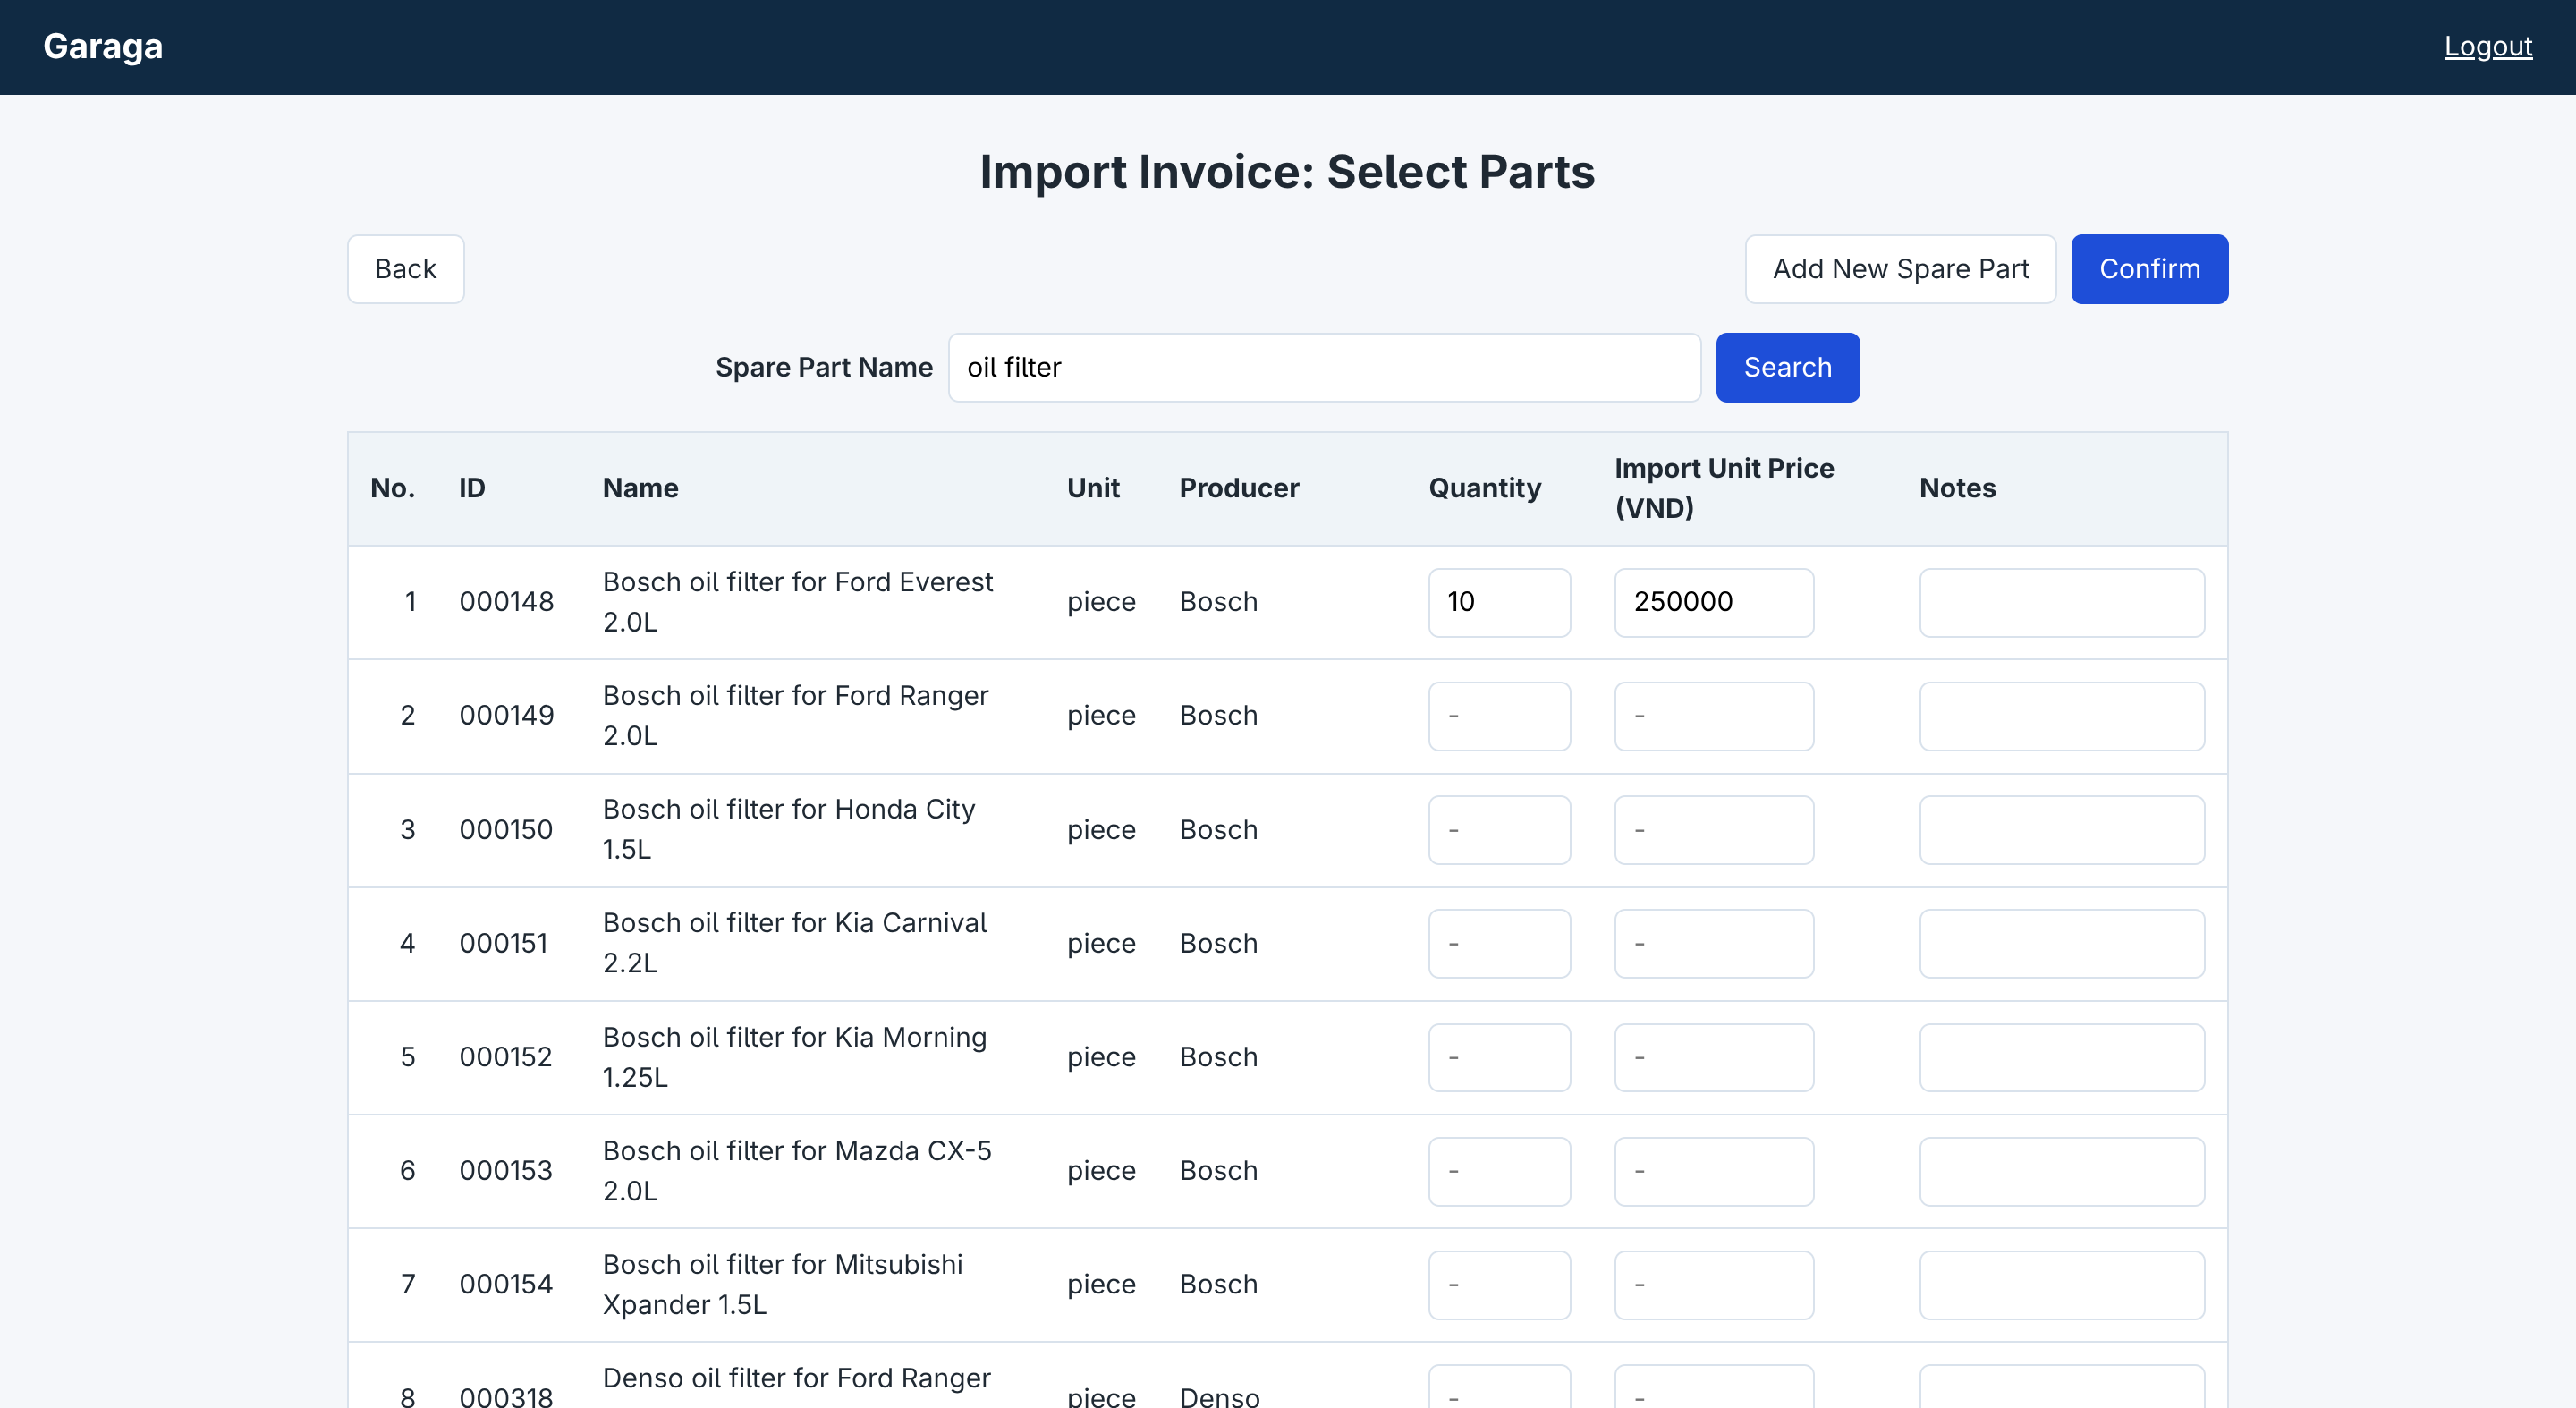 Garaga
Logout
Import Invoice: Select Parts
Back
Add New Spare Part
Confirm
Spare Part Name
oil filter
Search
No.
ID
Name
Unit
Producer
Quantity
Import Unit Price
(VND)
Notes
1
000148
Bosch oil filter for Ford Everest
2.0L
piece
Bosch
10
250000
2
000149
Bosch oil filter for Ford Ranger
2.0L
piece
Bosch
-
-
3
000150
Bosch oil filter for Honda City
1.5L
piece
Bosch
-
-
4
000151
Bosch oil filter for Kia Carnival
2.2L
piece
Bosch
-
-
5
000152
Bosch oil filter for Kia Morning
1.25L
piece
Bosch
-
-
6
000153
Bosch oil filter for Mazda CX-5
2.0L
piece
Bosch
-
-
7
000154
Bosch oil filter for Mitsubishi
Xpander 1.5L
piece
Bosch
-
-
8
000318
Denso oil filter for Ford Ranger
piece
Denso
-
-